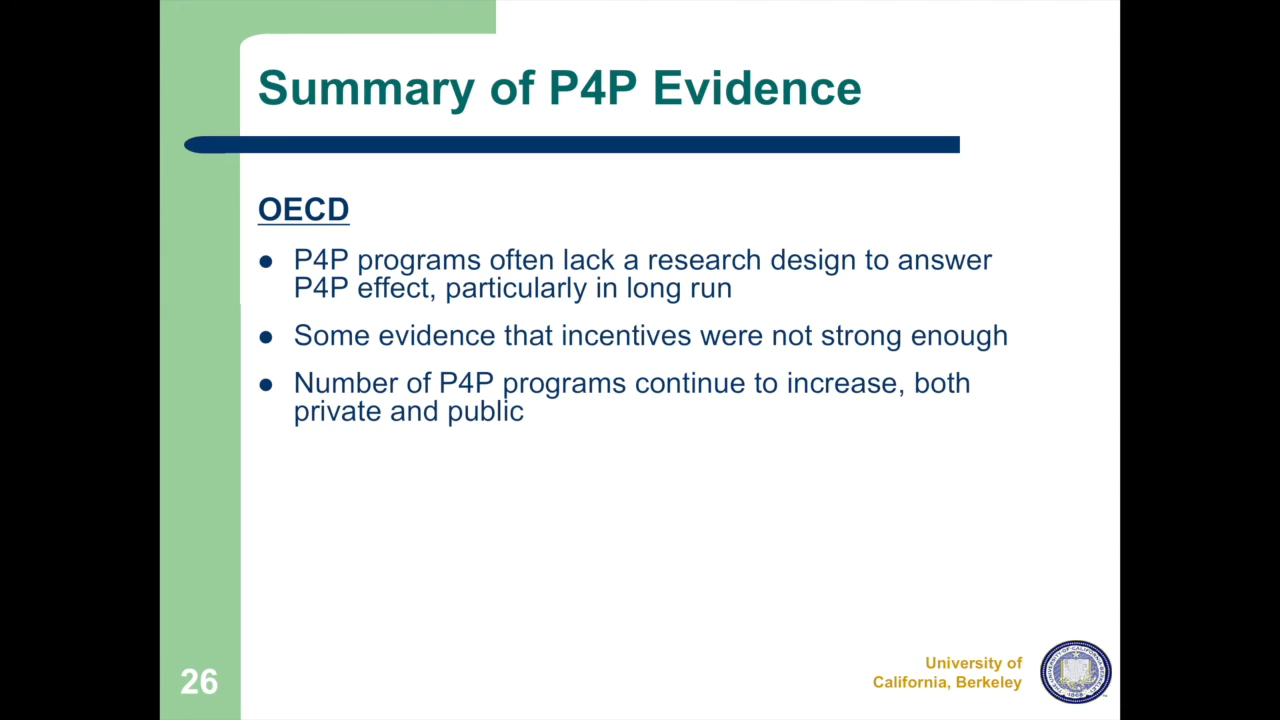 Summary of P4P Evidence
OECD
● P4P programs often lack a research design to answer
P4P effect, particularly in long run
● Some evidence that incentives were not strong enough
● Number of P4P programs continue to increase, both
private and public
26
University of
California, Berkeley